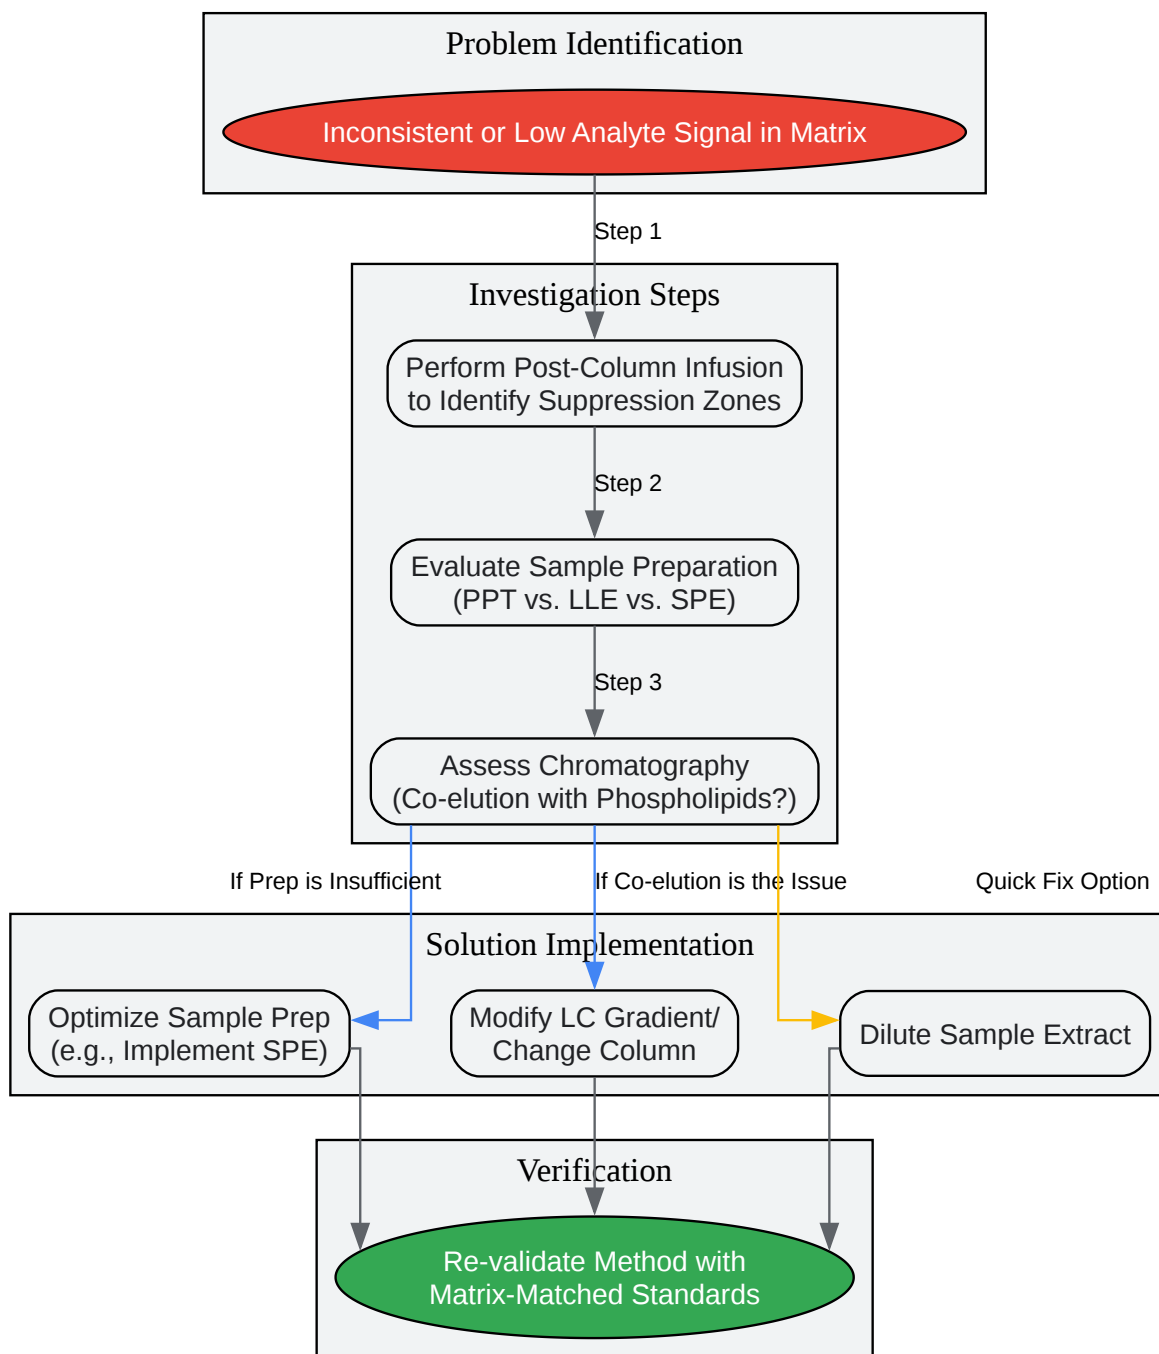 Problem Identification
Inconsistent or Low Analyte Signal in Matrix
Step 1
Investigation Steps
Perform Post-Column Infusion
to Identify Suppression Zones
Step 2
Evaluate Sample Preparation
(PPT vs. LLE vs. SPE)
Step 3
Assess Chromatography
(Co-elution with Phospholipids?)
If Prep is Insufficient
If Co-elution is the Issue
Quick Fix Option
Solution Implementation
Optimize Sample Prep
(e.g., Implement SPE)
Modify LC Gradient/
Change Column
Dilute Sample Extract
Verification
Re-validate Method with
Matrix-Matched Standards